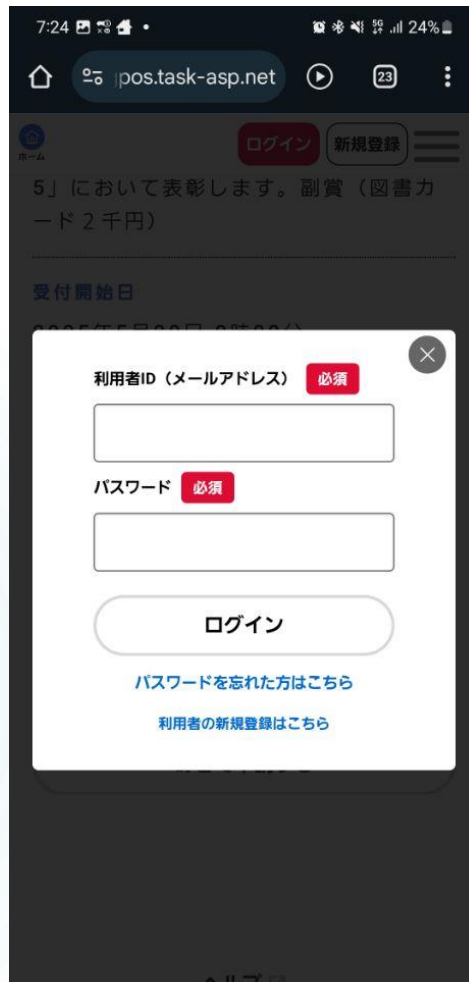 7:24
5G 24%
pos.task-asp.net
23
ホーム
ログイン
新規登録
5」において表彰します。副賞（図書カ
ード2千円）
受付開始日
利用者ID（メールアドレス） 必須
パスワード 必須
ログイン
パスワードを忘れた方はこちら
利用者の新規登録はこちら
ヘルプ